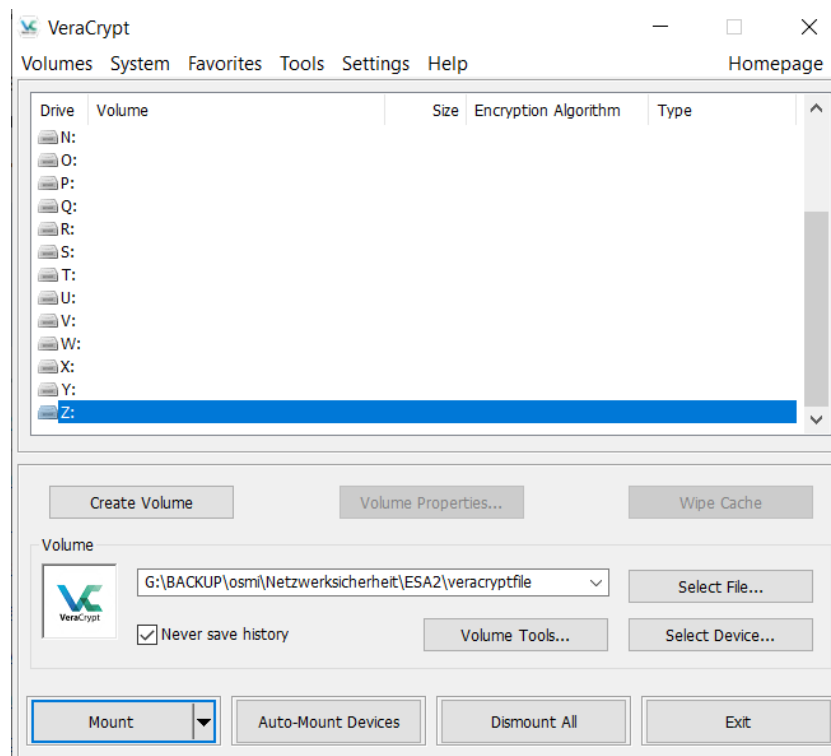 VeraCrypt
Volumes System Favorites Tools Settings Help Homepage
Drive Volume Size Encryption Algorithm Type
N:
O:
P:
Q:
R:
S:
T:
U:
V:
W:
X:
Y:
Z:
Create Volume Volume Properties... Wipe Cache
Volume
G:\BACKUP\osmi\Netzwerksicherheit\ESA2\veracryptfile Select File...
VeraCrypt
Never save history Volume Tools... Select Device...
Mount Auto-Mount Devices Dismount All Exit